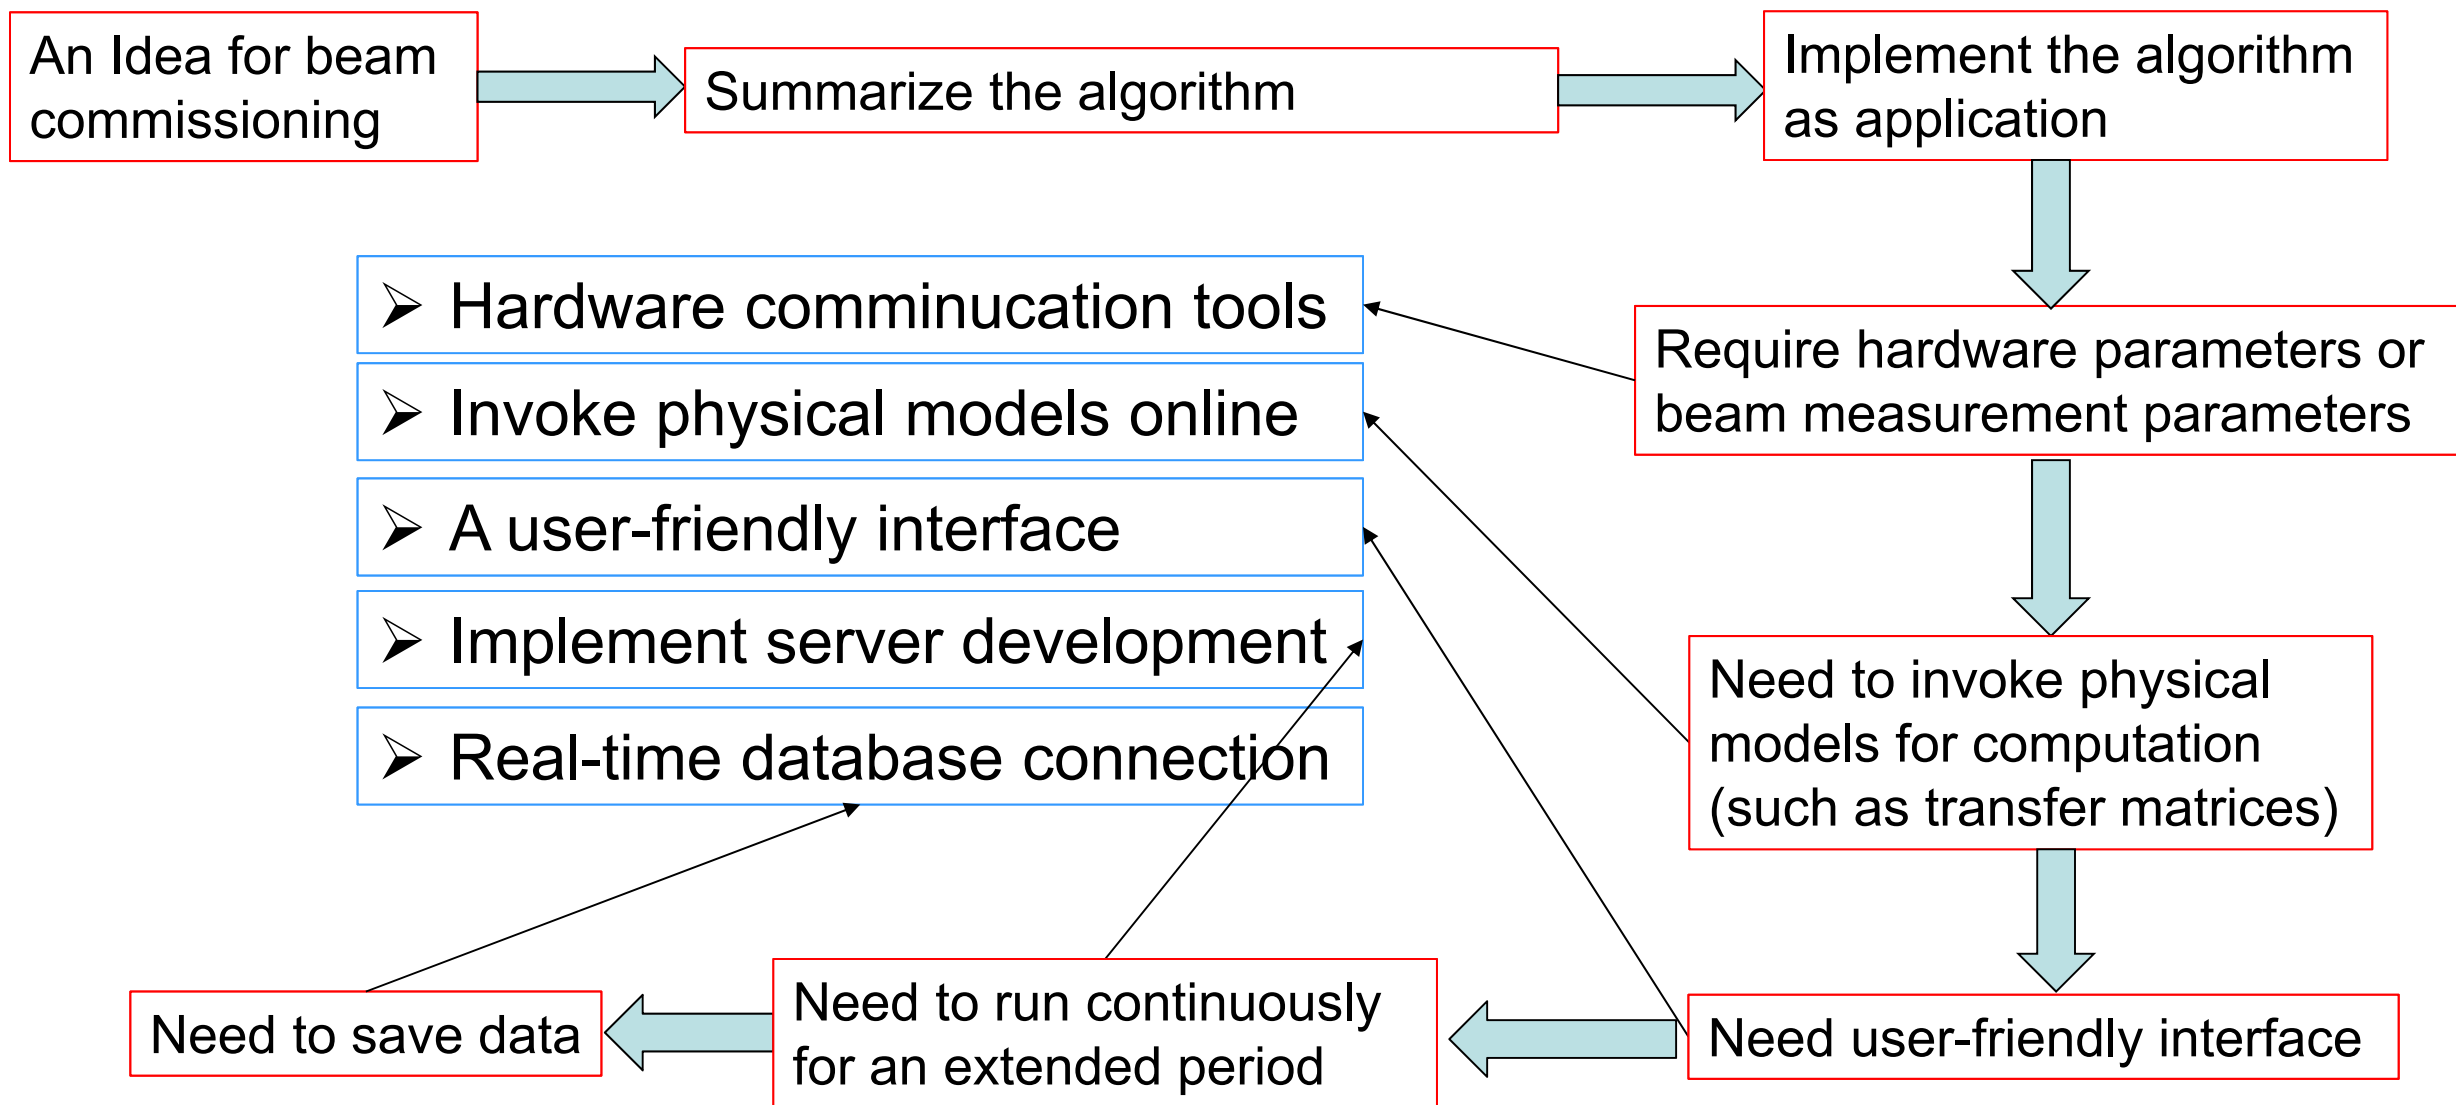 An Idea for beam
commissioning
Summarize the algorithm
Implement the algorithm
as application
➢ Hardware comminucation tools
➢ Invoke physical models online
➢ A user-friendly interface
➢ Implement server development
➢ Real-time database connection
Require hardware parameters or
beam measurement parameters
Need to invoke physical
models for computation
(such as transfer matrices)
Need user-friendly interface
Need to run continuously
for an extended period
Need to save data